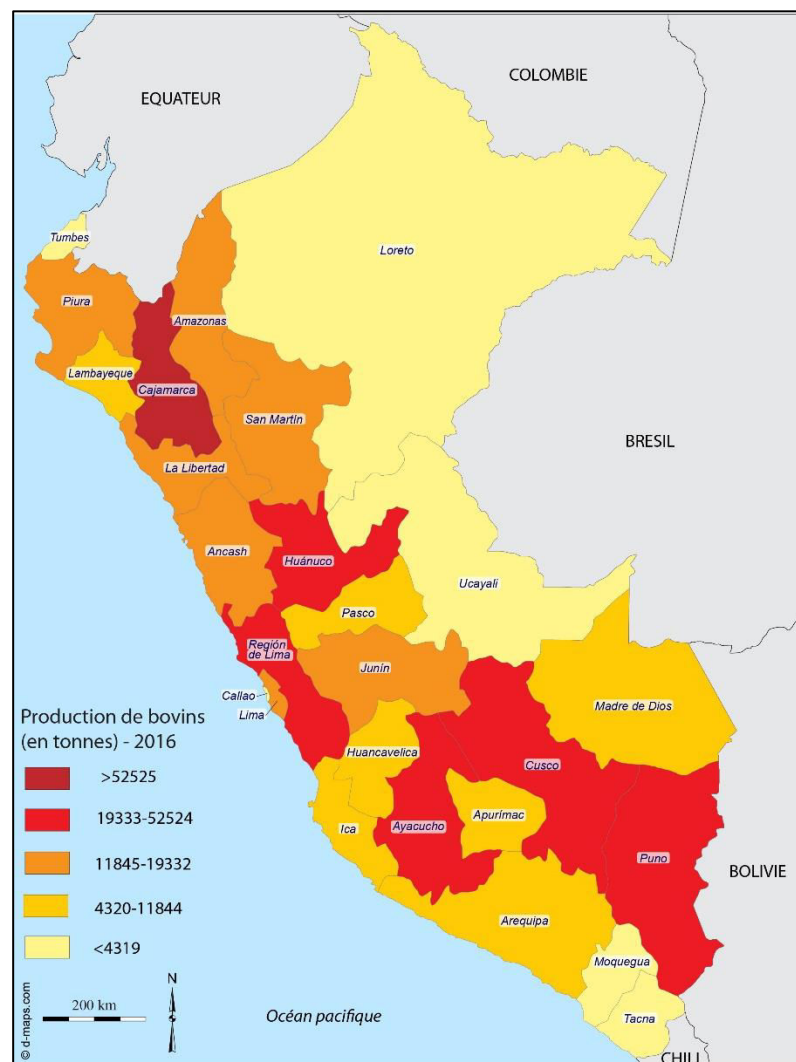 COLOMBIE
EQUATEUR
Tumbes
Loreto
Piura
Amazonas
Lambayeque
Cajamarca
San Martín
BRESIL
La Libertad
Ancash
Huánuco
Ucayali
Pasco
Región
de Lima
Junín
Callao
Lima
Madre de Dios
Huancavelica
Cusco
Ica
Ayacucho
Apurímac
Puno
BOLIVIE
Arequipa
Moquegua
Tacna
CHILI
Océan pacifique
Production de bovins
(en tonnes) - 2016
>52525
19333-52524
11845-19332
4320-11844
<4319
N
200 km
© d-maps.com